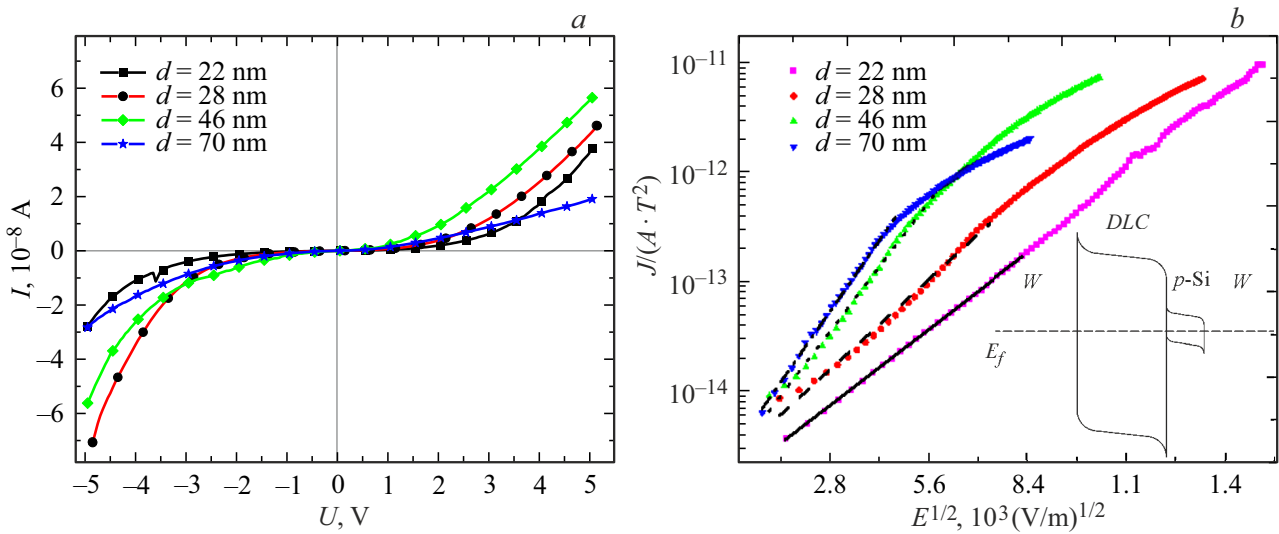 a
d = 22 nm
d = 28 nm
d = 46 nm
d = 70 nm
I, 10⁻⁸ A
6
4
2
0
–2
–4
–6
–5 –4 –3 –2 –1 0 1 2 3 4 5
U, V
b
d = 22 nm
d = 28 nm
d = 46 nm
d = 70 nm
J/(A · T²)
10⁻¹¹
10⁻¹²
10⁻¹³
10⁻¹⁴
DLC
W p-Si W
E_f
2.8 5.6 8.4 1.1 1.4
E^{1/2}, 10³ (V/m)^{1/2}